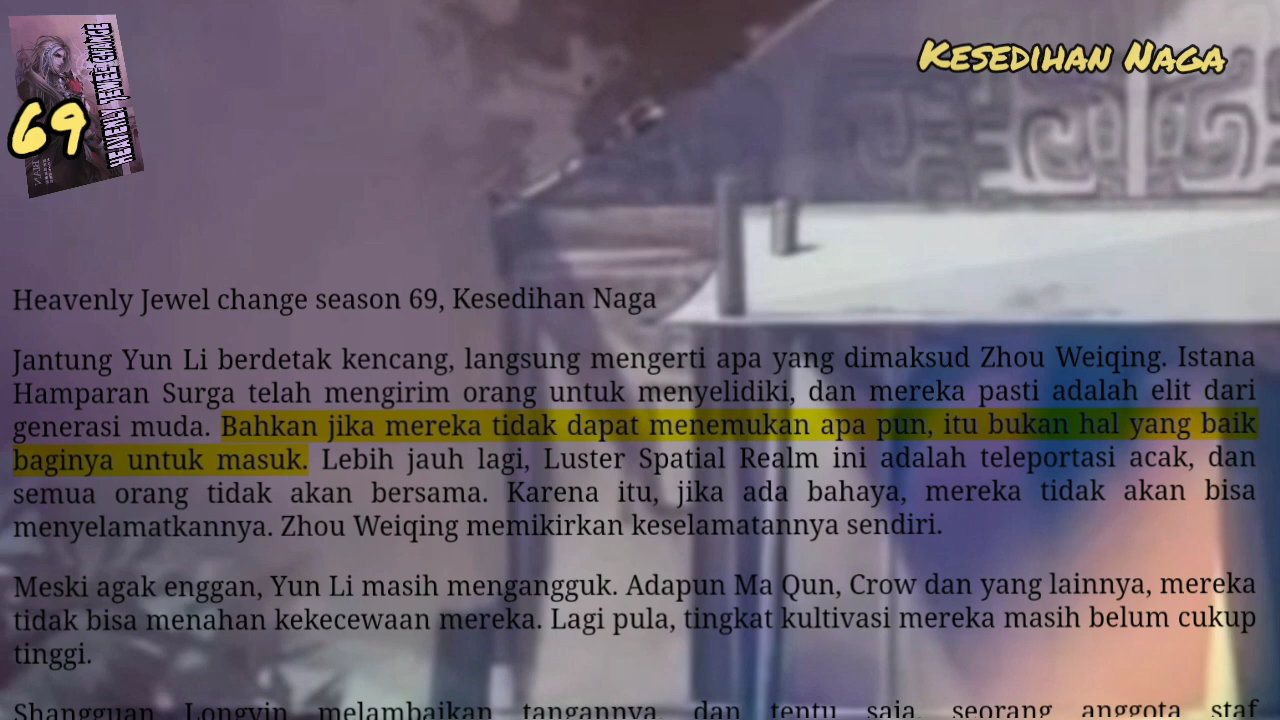 HEAVENLY JEWEL CHANGE
69
KESEDIHAN NAGA
Heavenly Jewel change season 69, Kesedihan Naga
Jantung Yun Li berdetak kencang, langsung mengerti apa yang dimaksud Zhou Weiqing. Istana
Hamparan Surga telah mengirim orang untuk menyelidiki, dan mereka pasti adalah elit dari
generasi muda. Bahkan jika mereka tidak dapat menemukan apa pun, itu bukan hal yang baik
baginya untuk masuk. Lebih jauh lagi, Luster Spatial Realm ini adalah teleportasi acak, dan
semua orang tidak akan bersama. Karena itu, jika ada bahaya, mereka tidak akan bisa
menyelamatkannya. Zhou Weiqing memikirkan keselamatannya sendiri.
Meski agak enggan, Yun Li masih mengangguk. Adapun Ma Qun, Crow dan yang lainnya, mereka
tidak bisa menahan kekecewaan mereka. Lagi pula, tingkat kultivasi mereka masih belum cukup
tinggi.
Shangguan Longyin melambaikan tangannya, dan tentu saja, seorang anggota staf